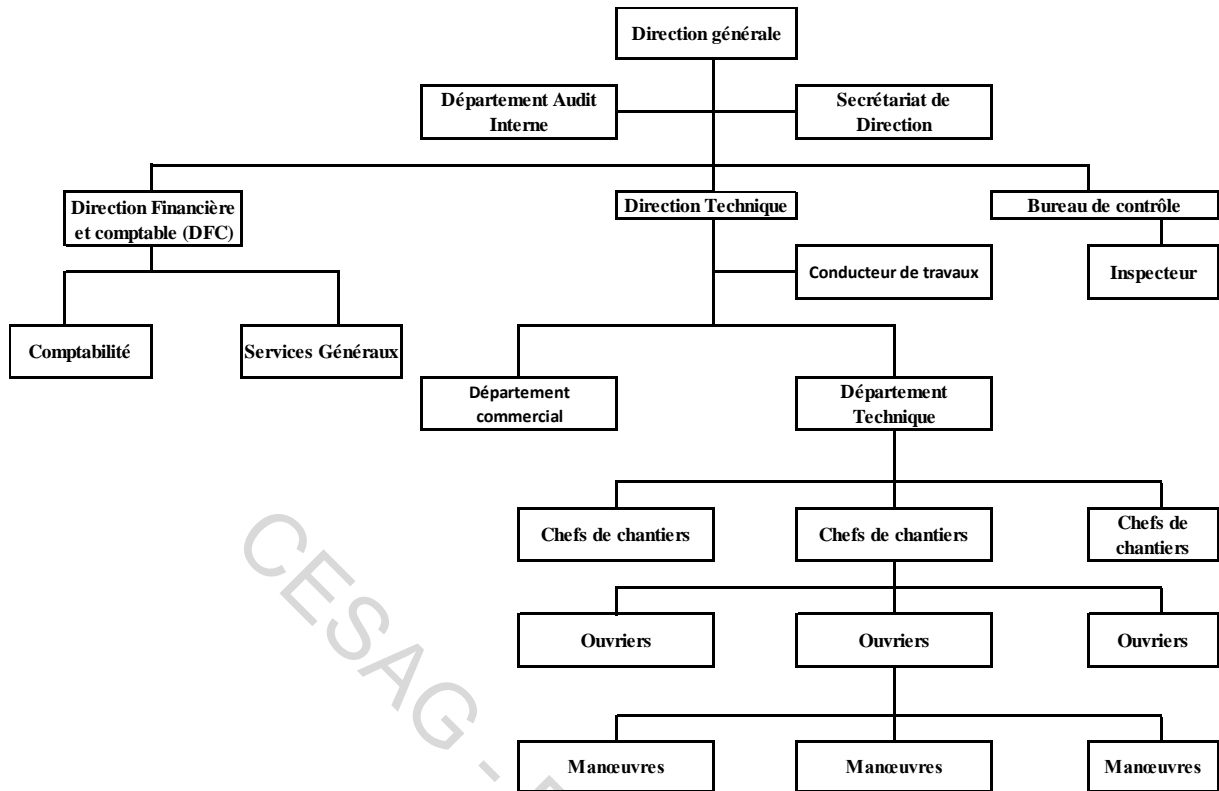 Direction générale
Département Audit
Interne
Secrétariat de
Direction
Direction Financière
et comptable (DFC)
Direction Technique
Bureau de contrôle
Conducteur de travaux
Inspecteur
Comptabilité
Services Généraux
Département
commercial
Département
Technique
Chefs de chantiers
Chefs de chantiers
Chefs de
chantiers
Ouvriers
Ouvriers
Ouvriers
Manœuvres
Manœuvres
Manœuvres
CESAG -